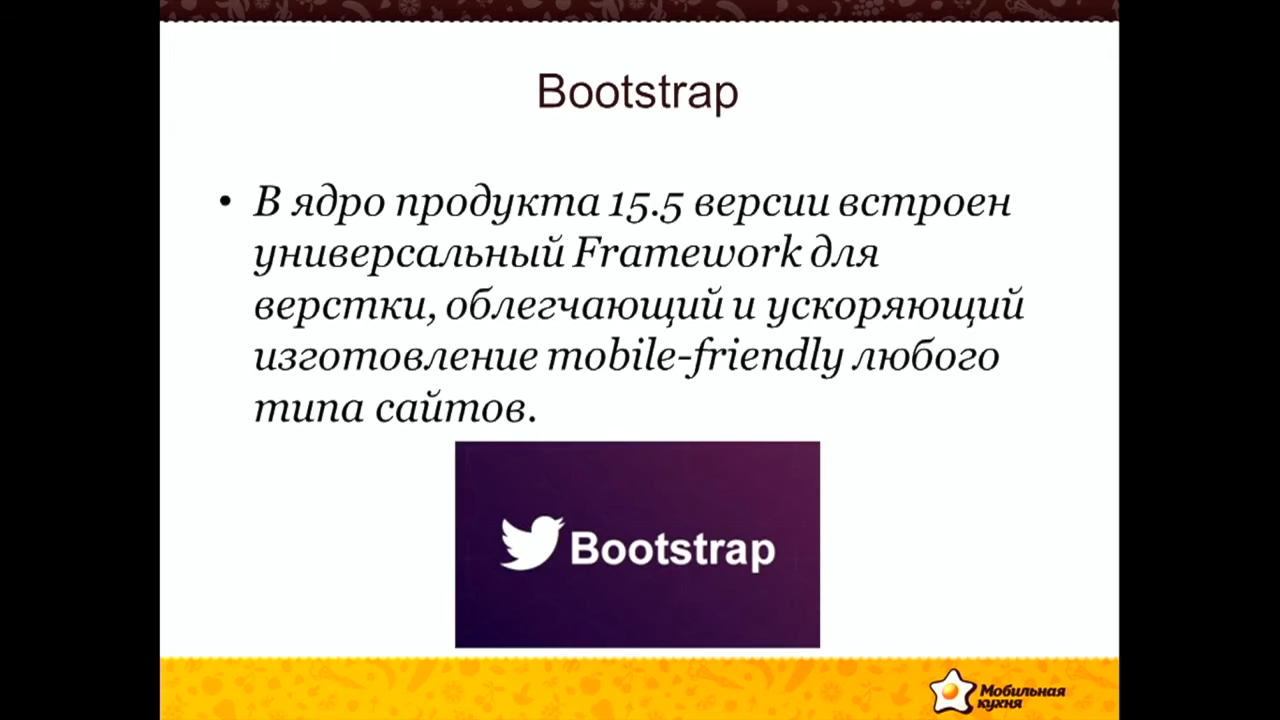 Bootstrap
• В ядро продукта 15.5 версии встроен
универсальный Framework для
верстки, облегчающий и ускоряющий
изготовление mobile-friendly любого
типа сайтов.
Bootstrap
Мобильная
кухня